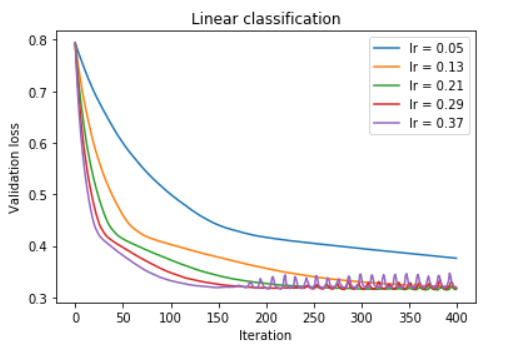 Linear classification
Validation loss
0.8
0.7
0.6
0.5
0.4
0.3
lr = 0.05
lr = 0.13
lr = 0.21
lr = 0.29
lr = 0.37
0 50 100 150 200 250 300 350 400
Iteration